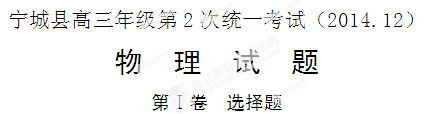 宁城县高三年级第2次统一考试（2014.12）
物 理 试 题
第Ⅰ卷 选择题